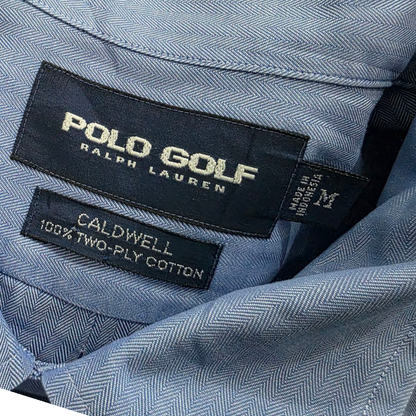 POLO GOLF
RALPH LAUREN
MADE IN
INDONESIA
M
CALDWELL
100% TWO-PLY COTTON